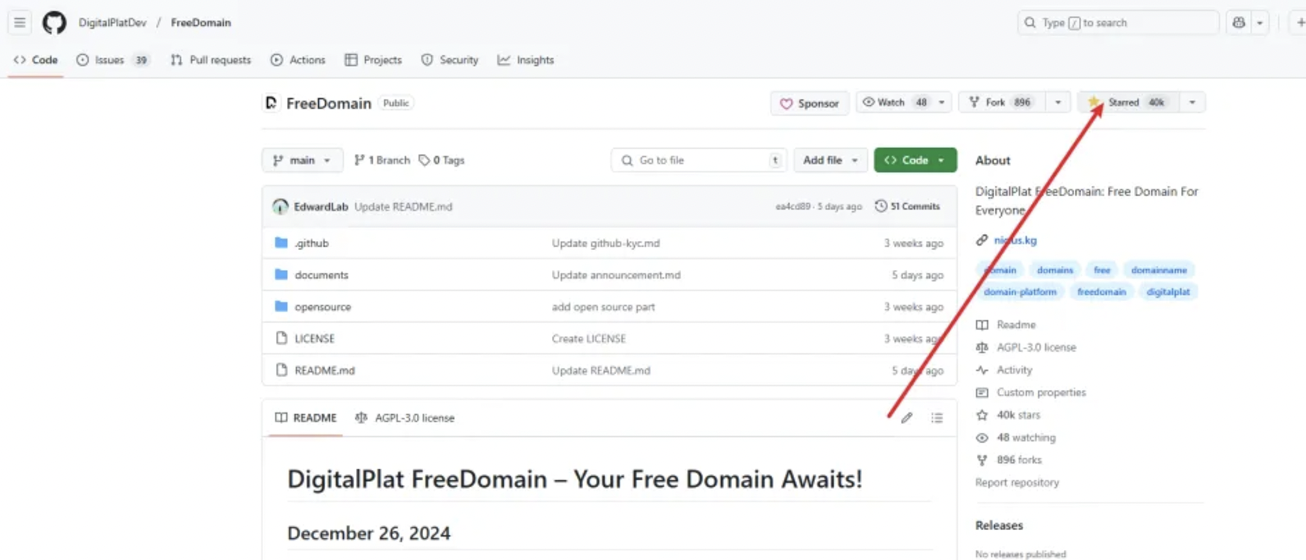 DigitalPlatDev / FreeDomain
Type / to search
Code Issues 39 Pull requests Actions Projects Security Insights
FreeDomain Public
Sponsor Watch 48 Fork 896 Starred 40k
main 1 Branch 0 Tags Go to file t Add file Code
EdwardLab Update README.md ea4cd89 · 5 days ago 51 Commits
.github Update github-kyc.md 3 weeks ago
documents Update announcement.md 5 days ago
opensource add open source part 3 weeks ago
LICENSE Create LICENSE 3 weeks ago
README.md Update README.md 5 days ago
README AGPL-3.0 license
DigitalPlat FreeDomain – Your Free Domain Awaits!
December 26, 2024
About
DigitalPlat FreeDomain: Free Domain For
Everyone
domain domains free domainname
domain-platform freedomain digitalplat
Readme
AGPL-3.0 license
Activity
Custom properties
40k stars
48 watching
896 forks
Report repository
Releases
No releases published